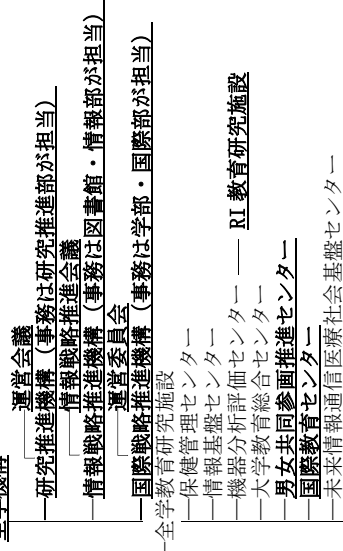 全学機構
運営会議
研究推進機構（事務は研究推進部が担当）
情報戦略推進会議
情報戦略推進機構（事務は図書館・情報部が担当）
運営委員会
国際戦略推進機構（事務は学部・国際部が担当）
全学教育研究施設
保健管理センター
情報基盤センター
機器分析評価センター
RI 教育研究施設
大学教育総合センター
男女共同参画推進センター
国際教育センター
未来情報通信医療社会基盤センター